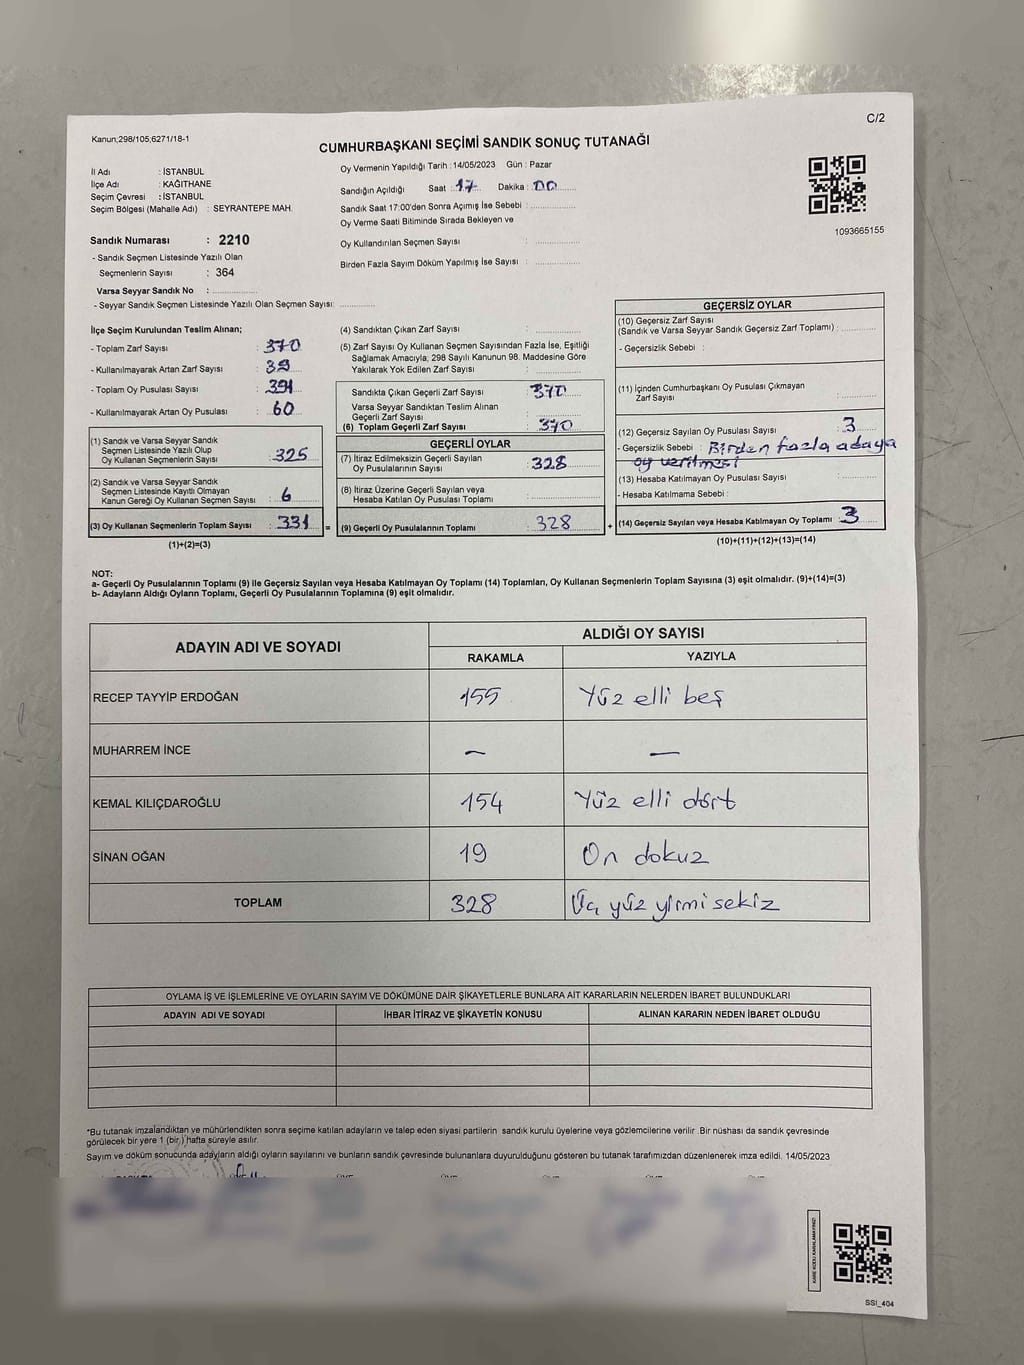 C/2
Kanun;298/105;6271/18-1
CUMHURBAŞKANI SEÇİMİ SANDIK SONUÇ TUTANAĞI
İl Adı : İSTANBUL
İlçe Adı : KAĞITHANE
Seçim Çevresi : İSTANBUL
Seçim Bölgesi (Mahalle Adı) : SEYRANTEPE MAH.
Oy Vermenin Yapıldığı Tarih : 14/05/2023 Gün : Pazar
Sandığın Açıldığı Saat : 17 Dakika : 00
Sandık Saat 17:00'den Sonra Açımış İse Sebebi :
Oy Verme Saati Bitiminde Sırada Bekleyen ve
Oy Kullandırılan Seçmen Sayısı :
Birden Fazla Sayım Döküm Yapılmış İse Sayısı :
1093665155
Sandık Numarası : 2210
- Sandık Seçmen Listesinde Yazılı Olan
Seçmenlerin Sayısı : 364
Varsa Seyyar Sandık No :
- Seyyar Sandık Seçmen Listesinde Yazılı Olan Seçmen Sayısı:
İlçe Seçim Kurulundan Teslim Alınan;
- Toplam Zarf Sayısı : 370
- Kullanılmayarak Artan Zarf Sayısı : 39
- Toplam Oy Pusulası Sayısı : 391
- Kullanılmayarak Artan Oy Pusulası : 60
(1) Sandık ve Varsa Seyyar Sandık
Seçmen Listesinde Yazılı Olup
Oy Kullanan Seçmenlerin Sayısı : 325
(2) Sandık ve Varsa Seyyar Sandık
Seçmen Listesinde Kayıtlı Olmayan
Kanun Gereği Oy Kullanan Seçmen Sayısı : 6
(3) Oy Kullanan Seçmenlerin Toplam Sayısı : 331 =
(1)+(2)=(3)
(4) Sandıktan Çıkan Zarf Sayısı :
(5) Zarf Sayısı Oy Kullanan Seçmen Sayısından Fazla İse, Eşitliği
Sağlamak Amacıyla; 298 Sayılı Kanunun 98. Maddesine Göre
Yakılarak Yok Edilen Zarf Sayısı :
Sandıkta Çıkan Geçerli Zarf Sayısı : 370
Varsa Seyyar Sandıktan Teslim Alınan
Geçerli Zarf Sayısı :
(6) Toplam Geçerli Zarf Sayısı : 370
GEÇERLİ OYLAR
(7) İtiraz Edilmeksizin Geçerli Sayılan
Oy Pusulalarının Sayısı : 328
(8) İtiraz Üzerine Geçerli Sayılan veya
Hesaba Katılan Oy Pusulası Toplamı :
(9) Geçerli Oy Pusulalarının Toplamı : 328 +
GEÇERSİZ OYLAR
(10) Geçersiz Zarf Sayısı
(Sandık ve Varsa Seyyar Sandık Geçersiz Zarf Toplamı) :
- Geçersizlik Sebebi :
(11) İçinden Cumhurbaşkanı Oy Pusulası Çıkmayan
Zarf Sayısı :
(12) Geçersiz Sayılan Oy Pusulası Sayısı : 3
- Geçersizlik Sebebi : Birden fazla adaya
oy verilmesi
(13) Hesaba Katılmayan Oy Pusulası Sayısı :
- Hesaba Katılmama Sebebi :
(14) Geçersiz Sayılan veya Hesaba Katılmayan Oy Toplamı : 3
(10)+(11)+(12)+(13)=(14)
NOT:
a- Geçerli Oy Pusulalarının Toplamı (9) ile Geçersiz Sayılan veya Hesaba Katılmayan Oy Toplamı (14) Toplamları, Oy Kullanan Seçmenlerin Toplam Sayısına (3) eşit olmalıdır. (9)+(14)=(3)
b- Adayların Aldığı Oyların Toplamı, Geçerli Oy Pusulalarının Toplamına (9) eşit olmalıdır.
ADAYIN ADI VE SOYADI
ALDIĞI OY SAYISI
RAKAMLA YAZIYLA
RECEP TAYYİP ERDOĞAN 155 Yüz elli beş
MUHARREM İNCE — —
KEMAL KILIÇDAROĞLU 154 Yüz elli dört
SİNAN OĞAN 19 On dokuz
TOPLAM 328 Üç yüz yirmi sekiz
OYLAMA İŞ VE İŞLEMLERİNE VE OYLARIN SAYIM VE DÖKÜMÜNE DAİR ŞİKAYETLERLE BUNLARA AİT KARARLARIN NELERDEN İBARET BULUNDUKLARI
ADAYIN ADI VE SOYADI İHBAR İTİRAZ VE ŞİKAYETİN KONUSU ALINAN KARARIN NEDEN İBARET OLDUĞU
*Bu tutanak imzalandıktan ve mühürlendikten sonra seçime katılan adayların ve talep eden siyasi partilerin sandık kurulu üyelerine veya gözlemcilerine verilir. Bir nüshası da sandık çevresinde
görülecek bir yere 1 (bir) hafta süreyle asılır.
Sayım ve döküm sonucunda adayların aldığı oyların sayılarını ve bunların sandık çevresinde bulunanlara duyurulduğunu gösteren bu tutanak tarafımızdan düzenlenerek imza edildi. 14/05/2023
SSİ_404